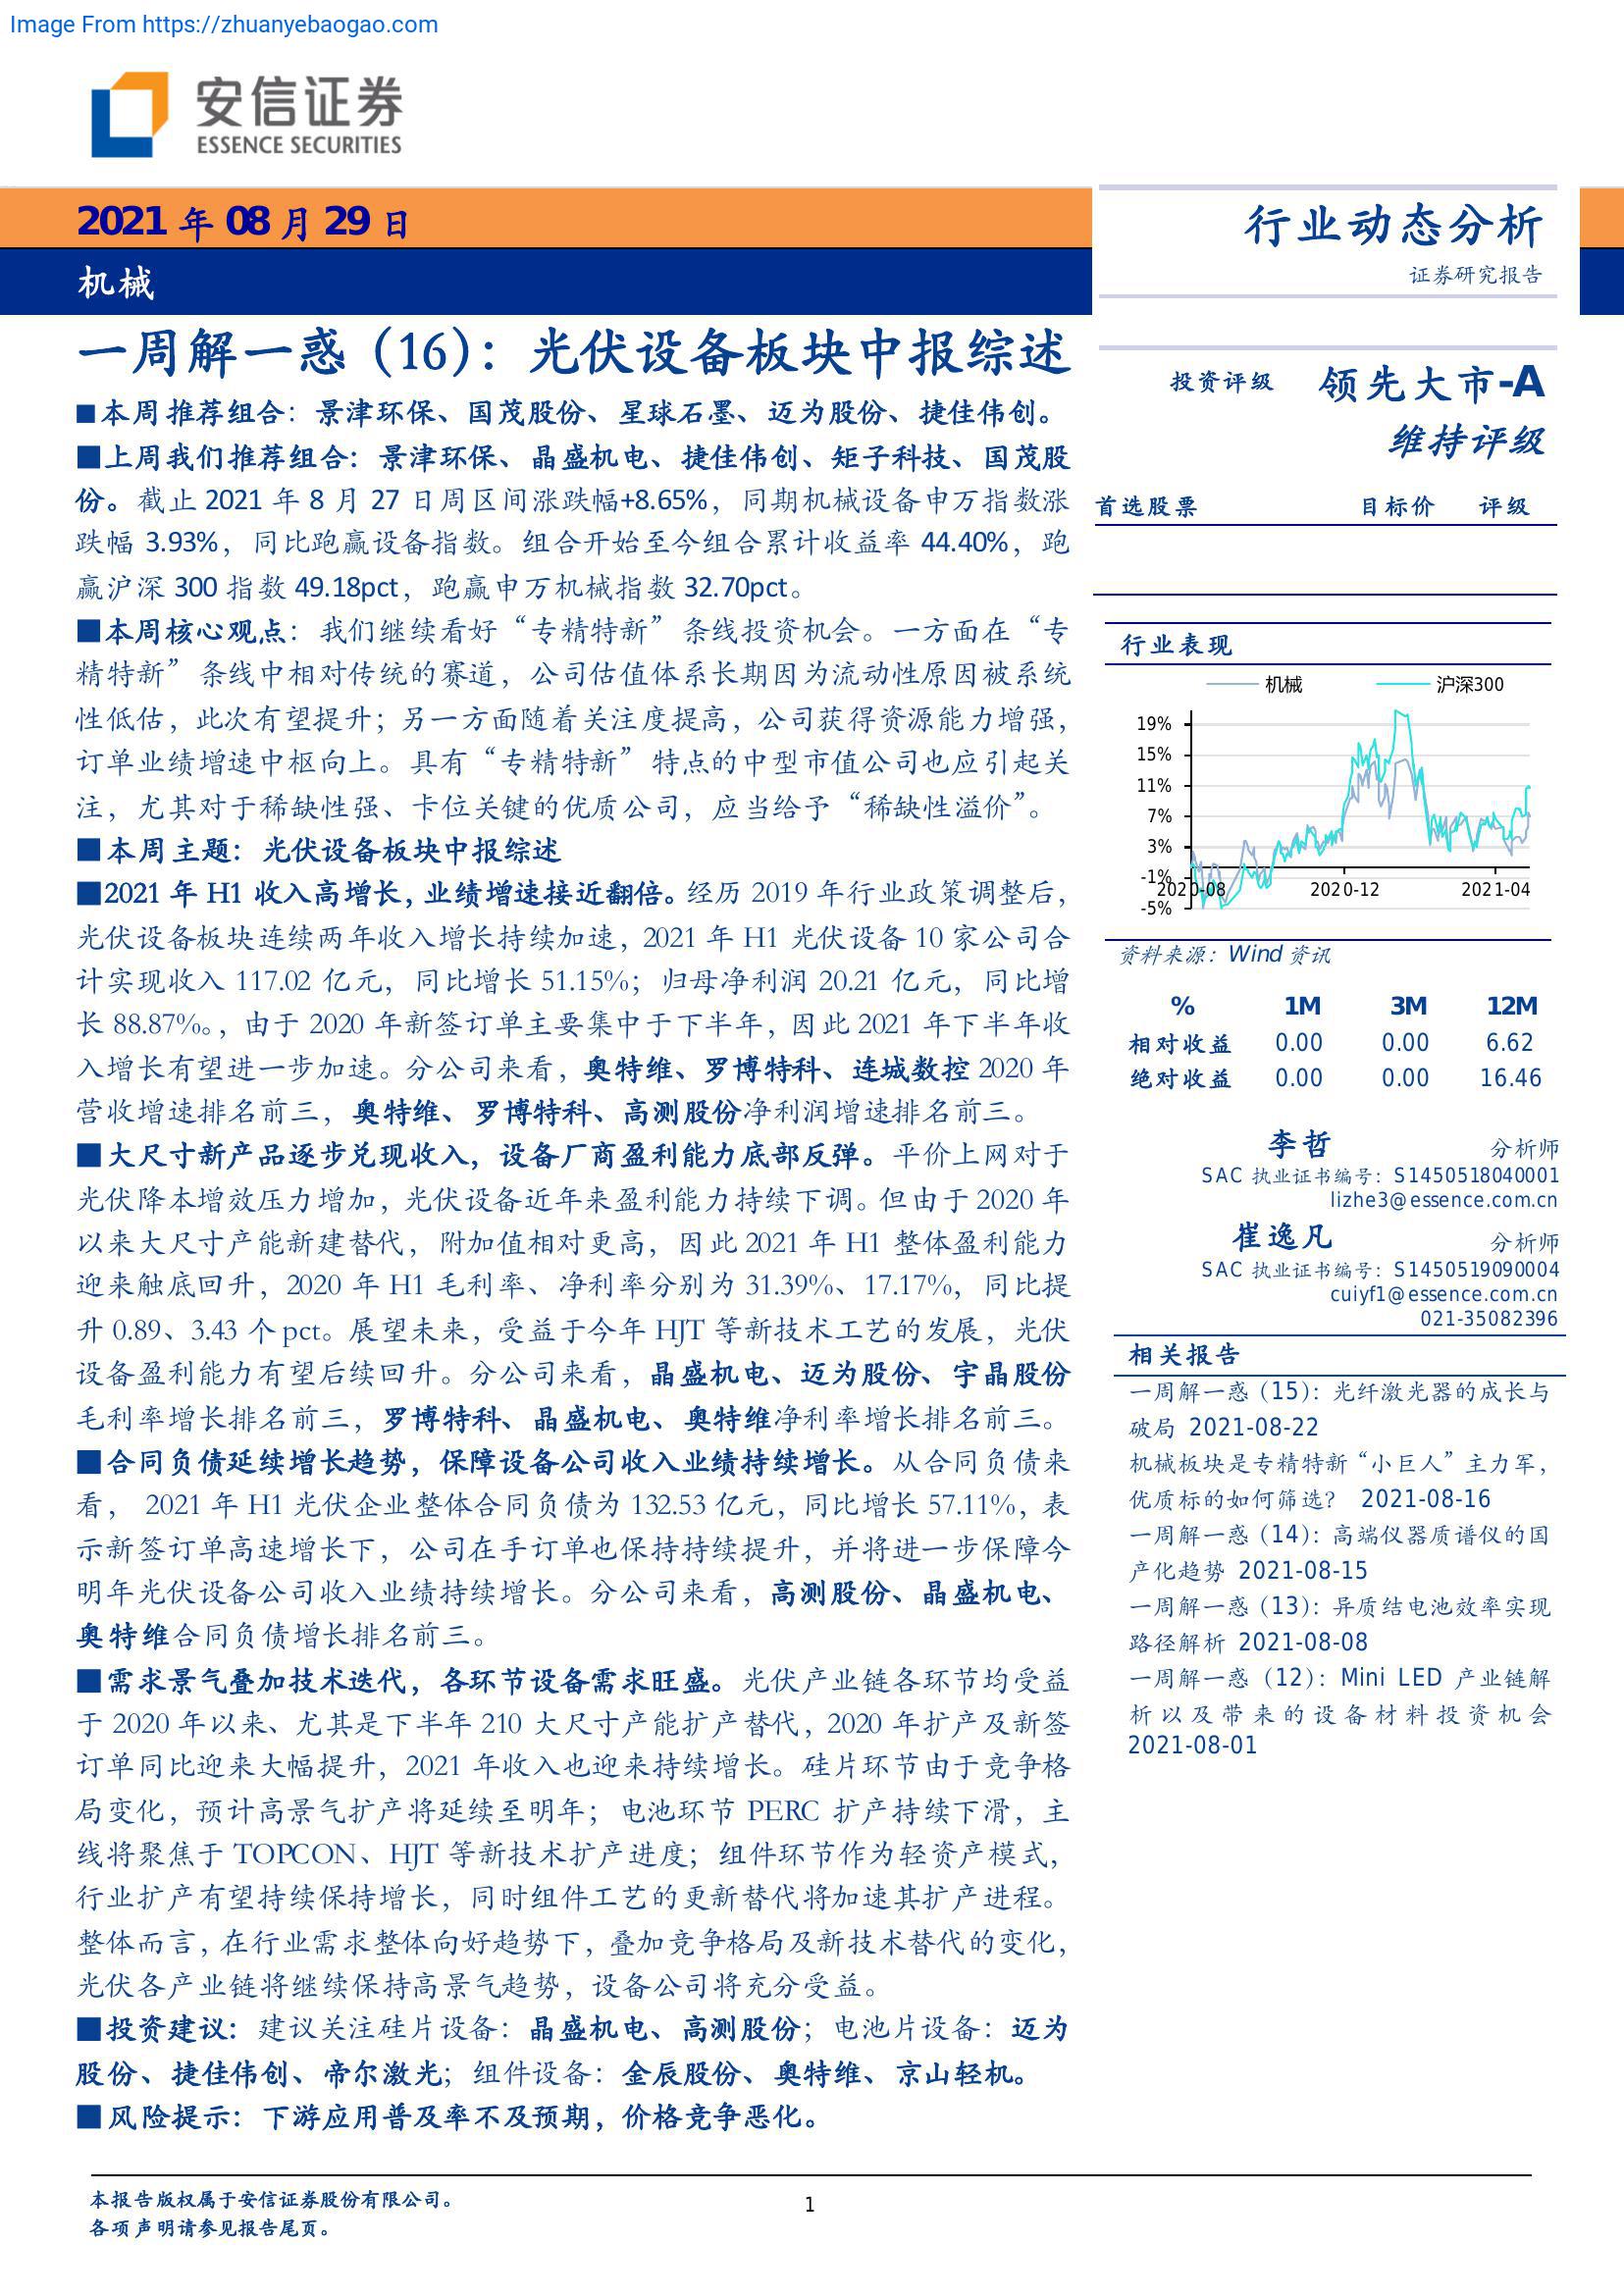 Image From https://zhuanyebaogao.com
安信证券
ESSENCE SECURITIES
2021 年 08 月 29 日
机械
行业动态分析
证券研究报告
一周解一惑（16）：光伏设备板块中报综述
■本周推荐组合：景津环保、国茂股份、星球石墨、迈为股份、捷佳伟创。
■上周我们推荐组合：景津环保、晶盛机电、捷佳伟创、矩子科技、国茂股
份。截止 2021 年 8 月 27 日周区间涨跌幅+8.65%，同期机械设备申万指数涨
跌幅 3.93%，同比跑赢设备指数。组合开始至今组合累计收益率 44.40%，跑
赢沪深 300 指数 49.18pct，跑赢申万机械指数 32.70pct。
■本周核心观点：我们继续看好“专精特新”条线投资机会。一方面在“专
精特新”条线中相对传统的赛道，公司估值体系长期因为流动性原因被系统
性低估，此次有望提升；另一方面随着关注度提高，公司获得资源能力增强，
订单业绩增速中枢向上。具有“专精特新”特点的中型市值公司也应引起关
注，尤其对于稀缺性强、卡位关键的优质公司，应当给予“稀缺性溢价”。
■本周主题：光伏设备板块中报综述
■2021 年 H1 收入高增长，业绩增速接近翻倍。经历 2019 年行业政策调整后，
光伏设备板块连续两年收入增长持续加速，2021 年 H1 光伏设备 10 家公司合
计实现收入 117.02 亿元，同比增长 51.15%；归母净利润 20.21 亿元，同比增
长 88.87%。，由于 2020 年新签订单主要集中于下半年，因此 2021 年下半年收
入增长有望进一步加速。分公司来看，奥特维、罗博特科、连城数控 2020 年
营收增速排名前三，奥特维、罗博特科、高测股份净利润增速排名前三。
■大尺寸新产品逐步兑现收入，设备厂商盈利能力底部反弹。平价上网对于
光伏降本增效压力增加，光伏设备近年来盈利能力持续下调。但由于 2020 年
以来大尺寸产能新建替代，附加值相对更高，因此 2021 年 H1 整体盈利能力
迎来触底回升，2020 年 H1 毛利率、净利率分别为 31.39%、17.17%，同比提
升 0.89、3.43 个 pct。展望未来，受益于今年 HJT 等新技术工艺的发展，光伏
设备盈利能力有望后续回升。分公司来看，晶盛机电、迈为股份、宇晶股份
毛利率增长排名前三，罗博特科、晶盛机电、奥特维净利率增长排名前三。
■合同负债延续增长趋势，保障设备公司收入业绩持续增长。从合同负债来
看， 2021 年 H1 光伏企业整体合同负债为 132.53 亿元，同比增长 57.11%，表
示新签订单高速增长下，公司在手订单也保持持续提升，并将进一步保障今
明年光伏设备公司收入业绩持续增长。分公司来看，高测股份、晶盛机电、
奥特维合同负债增长排名前三。
■需求景气叠加技术迭代，各环节设备需求旺盛。光伏产业链各环节均受益
于 2020 年以来、尤其是下半年 210 大尺寸产能扩产替代，2020 年扩产及新签
订单同比迎来大幅提升，2021 年收入也迎来持续增长。硅片环节由于竞争格
局变化，预计高景气扩产将延续至明年；电池环节 PERC 扩产持续下滑，主
线将聚焦于 TOPCON、HJT 等新技术扩产进度；组件环节作为轻资产模式，
行业扩产有望持续保持增长，同时组件工艺的更新替代将加速其扩产进程。
整体而言，在行业需求整体向好趋势下，叠加竞争格局及新技术替代的变化，
光伏各产业链将继续保持高景气趋势，设备公司将充分受益。
■投资建议：建议关注硅片设备：晶盛机电、高测股份；电池片设备：迈为
股份、捷佳伟创、帝尔激光；组件设备：金辰股份、奥特维、京山轻机。
■风险提示：下游应用普及率不及预期，价格竞争恶化。
投资评级 领先大市-A
维持评级
首选股票 目标价 评级
行业表现
机械 沪深300
19%
15%
11%
7%
3%
-1%
-5%
2020-08 2020-12 2021-04
资料来源：Wind 资讯
% 1M 3M 12M
相对收益 0.00 0.00 6.62
绝对收益 0.00 0.00 16.46
李哲 分析师
SAC 执业证书编号：S1450518040001
lizhe3@essence.com.cn
崔逸凡 分析师
SAC 执业证书编号：S1450519090004
cuiyf1@essence.com.cn
021-35082396
相关报告
一周解一惑（15）：光纤激光器的成长与
破局 2021-08-22
机械板块是专精特新“小巨人”主力军，
优质标的如何筛选？ 2021-08-16
一周解一惑（14）：高端仪器质谱仪的国
产化趋势 2021-08-15
一周解一惑（13）：异质结电池效率实现
路径解析 2021-08-08
一周解一惑（12）：Mini LED 产业链解
析以及带来的设备材料投资机会
2021-08-01
本报告版权属于安信证券股份有限公司。
各项声明请参见报告尾页。
1